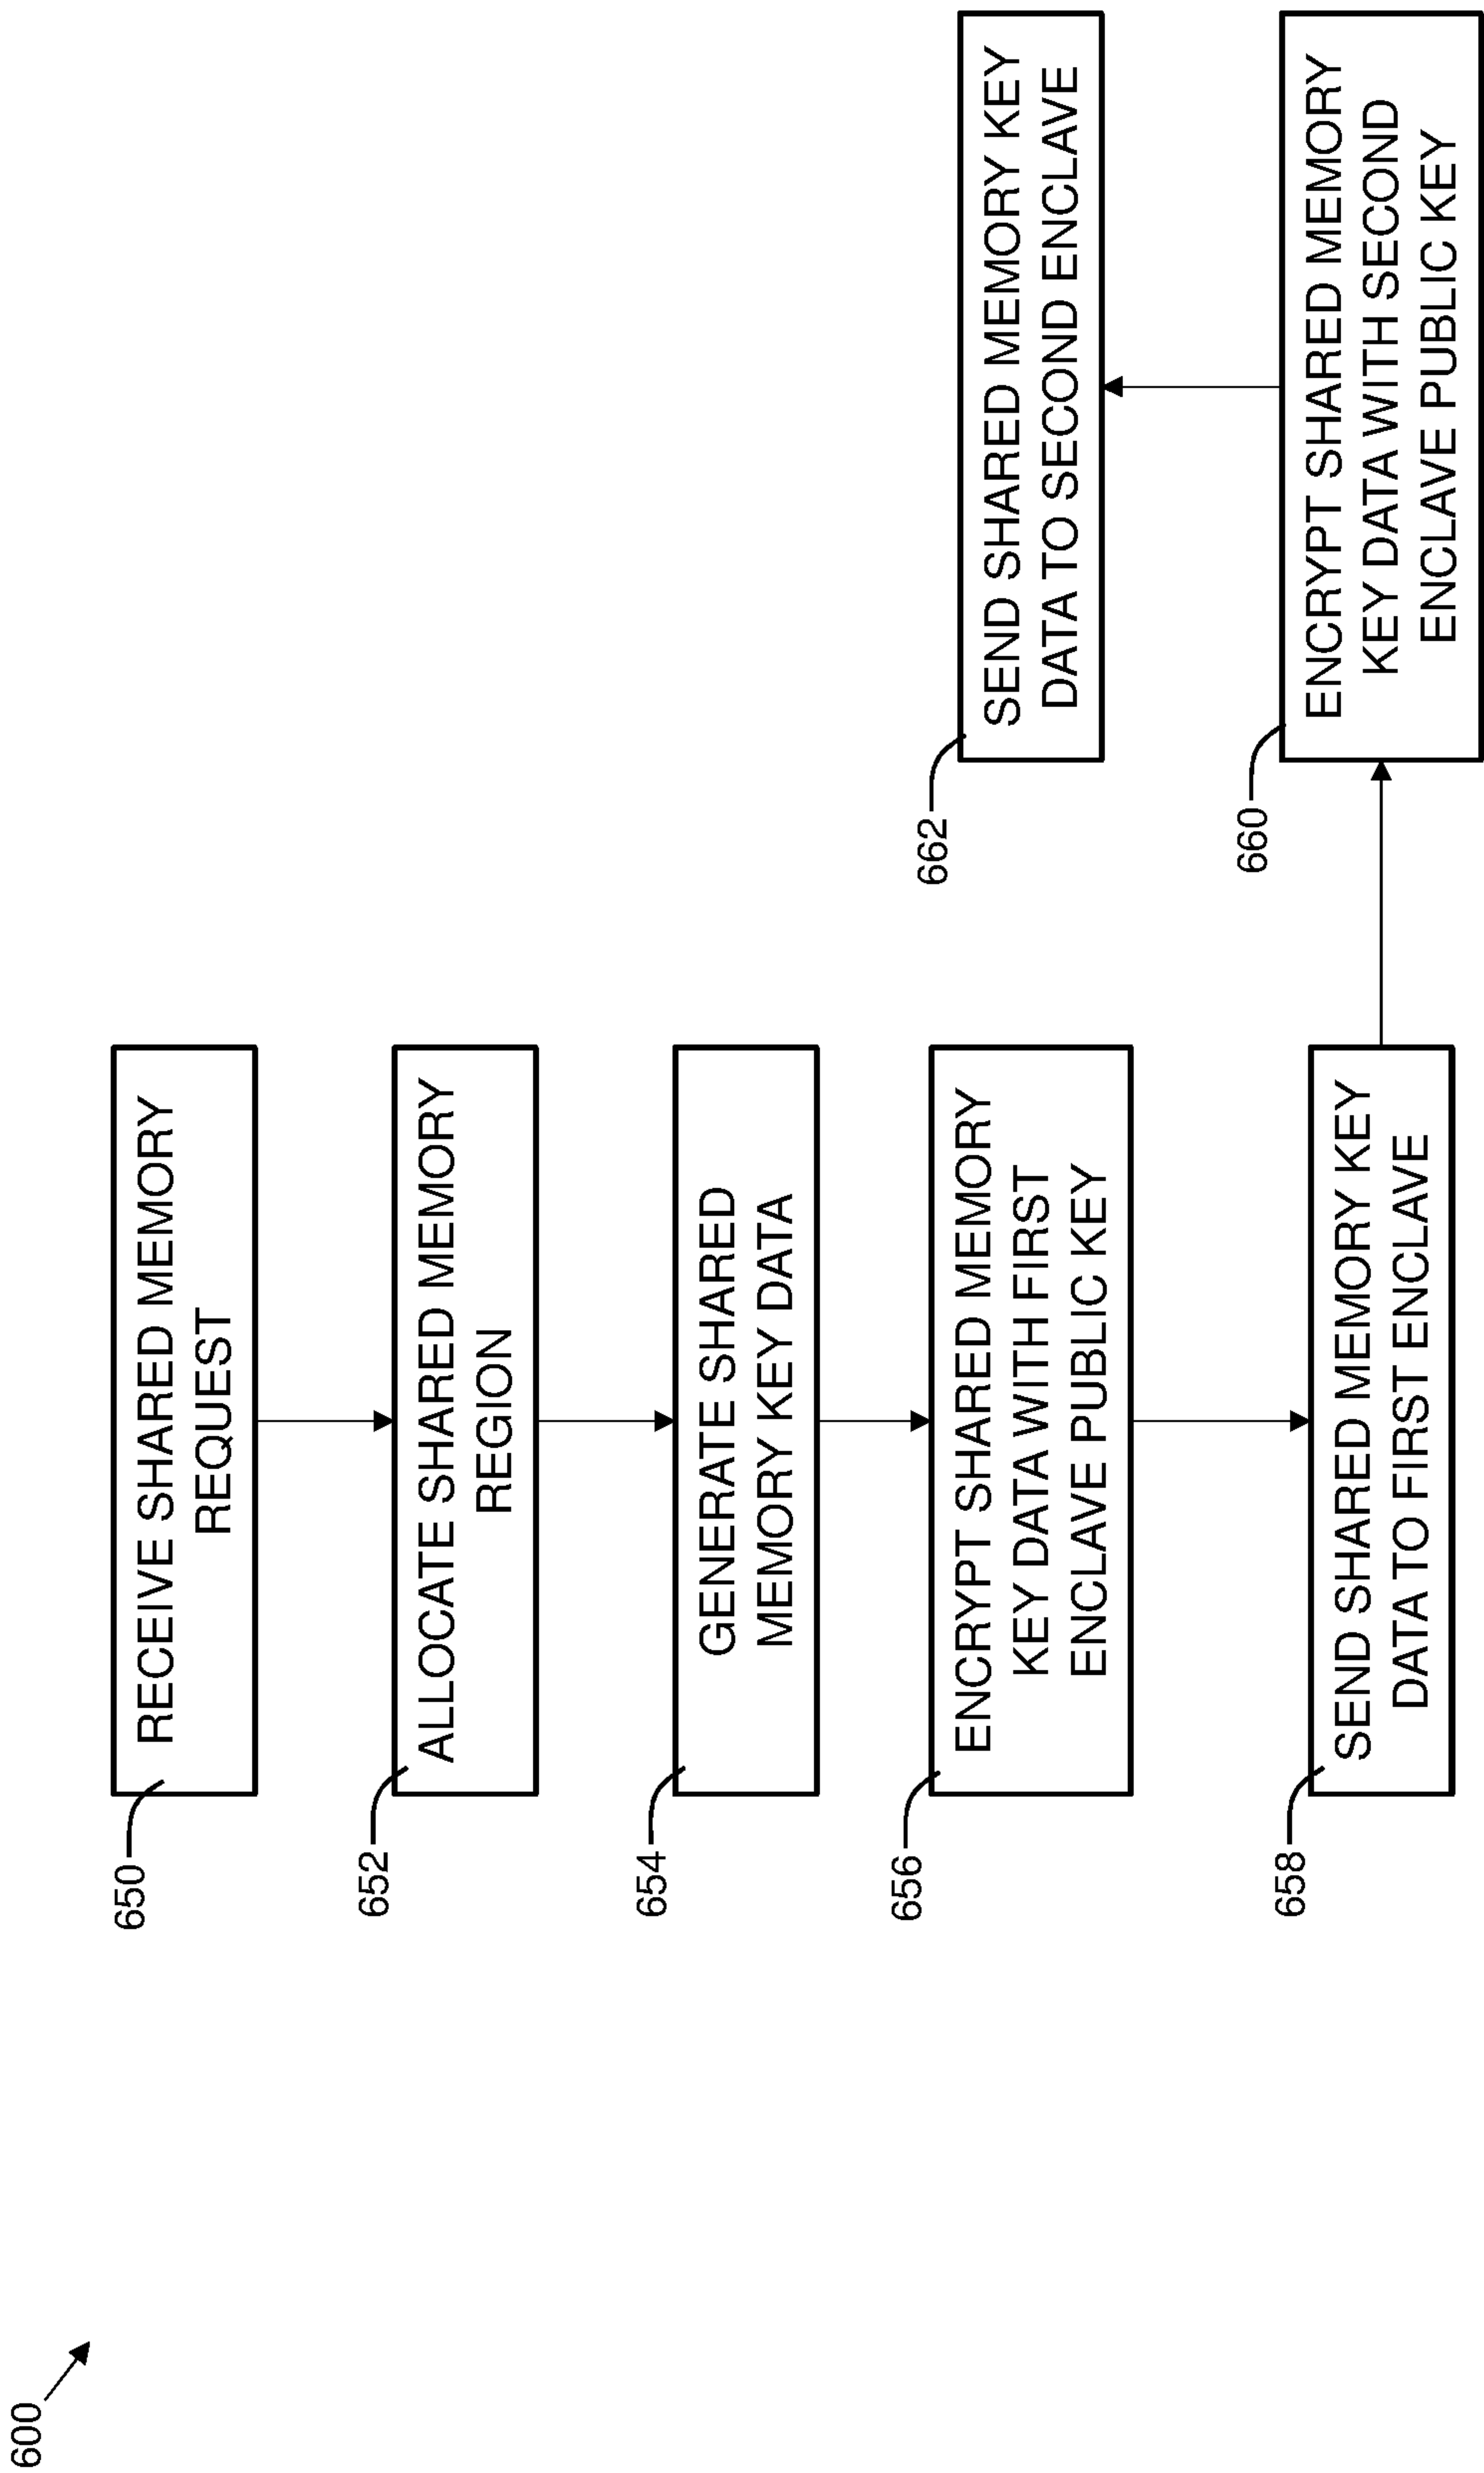 600
650
RECEIVE SHARED MEMORY
REQUEST
652
ALLOCATE SHARED MEMORY
REGION
654
GENERATE SHARED
MEMORY KEY DATA
656
ENCRYPT SHARED MEMORY
KEY DATA WITH FIRST
ENCLAVE PUBLIC KEY
658
SEND SHARED MEMORY KEY
DATA TO FIRST ENCLAVE
660
ENCRYPT SHARED MEMORY
KEY DATA WITH SECOND
ENCLAVE PUBLIC KEY
662
SEND SHARED MEMORY KEY
DATA TO SECOND ENCLAVE